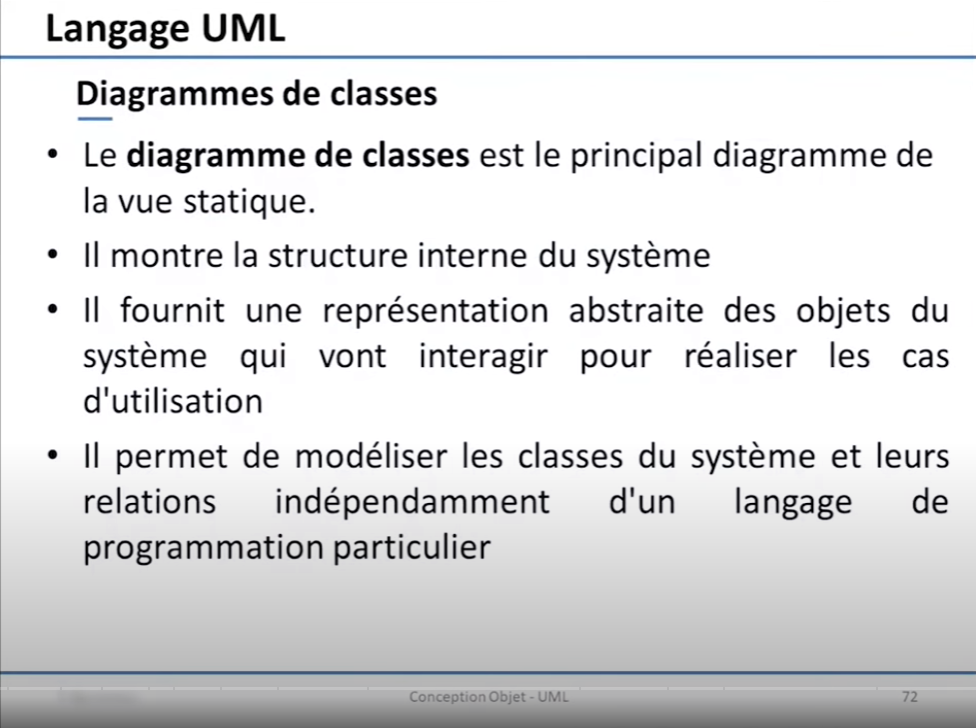 Langage UML
Diagrammes de classes
• Le diagramme de classes est le principal diagramme de
la vue statique.
• Il montre la structure interne du système
• Il fournit une représentation abstraite des objets du
système qui vont interagir pour réaliser les cas
d'utilisation
• Il permet de modéliser les classes du système et leurs
relations indépendamment d'un langage de
programmation particulier
Conception Objet - UML
72